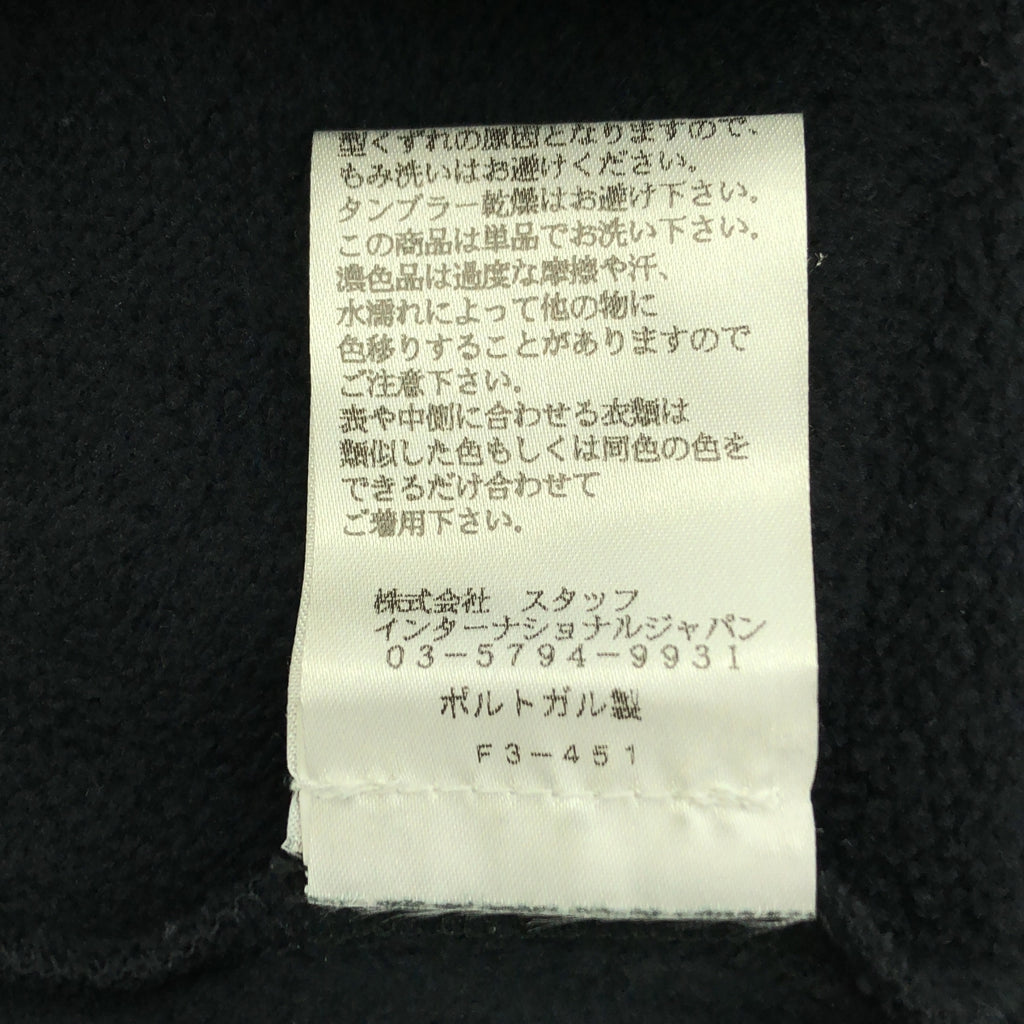 型くずれの原因となりますので、
もみ洗いはお避けください。
タンブラー乾燥はお避け下さい。
この商品は単品でお洗い下さい。
濃色品は過度な摩擦や汗、
水濡れによって他の物に
色移りすることがありますので
ご注意下さい。
表や中側に合わせる衣類は
類似した色もしくは同色の色を
できるだけ合わせて
ご着用下さい。
株式会社　スタッフ
インターナショナルジャパン
03-5794-9931
ポルトガル製
F3-451